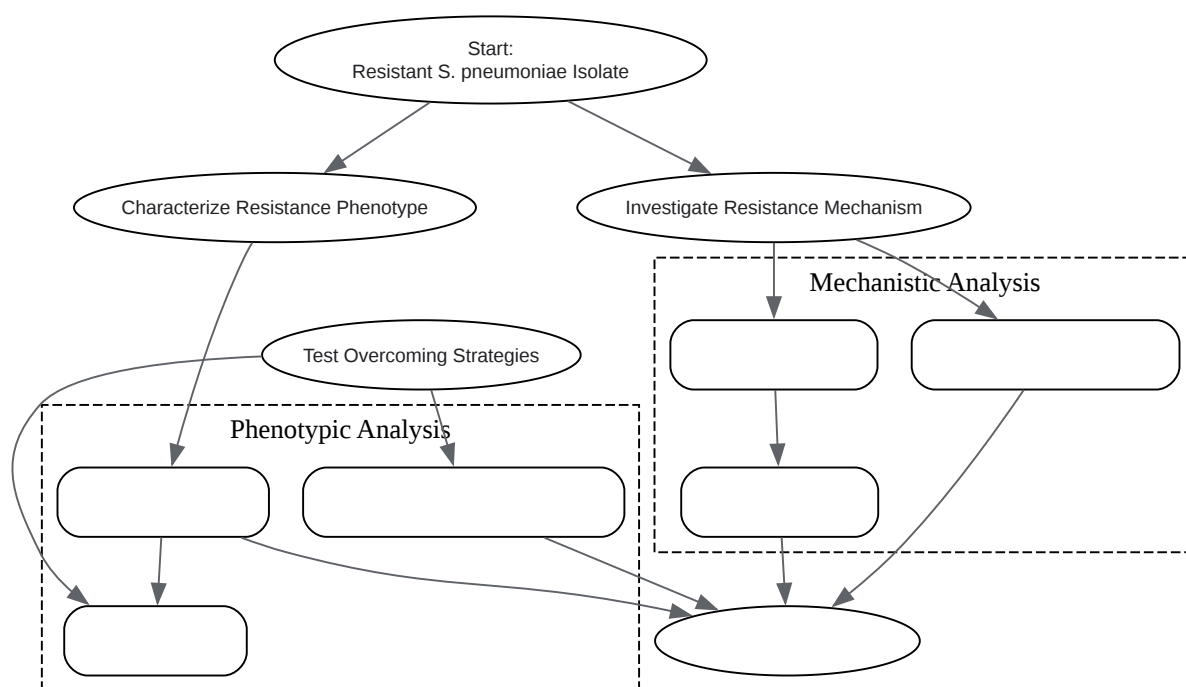 Start:
Resistant S. pneumoniae Isolate
Characterize Resistance Phenotype
Investigate Resistance Mechanism
Mechanistic Analysis
Test Overcoming Strategies
Phenotypic Analysis